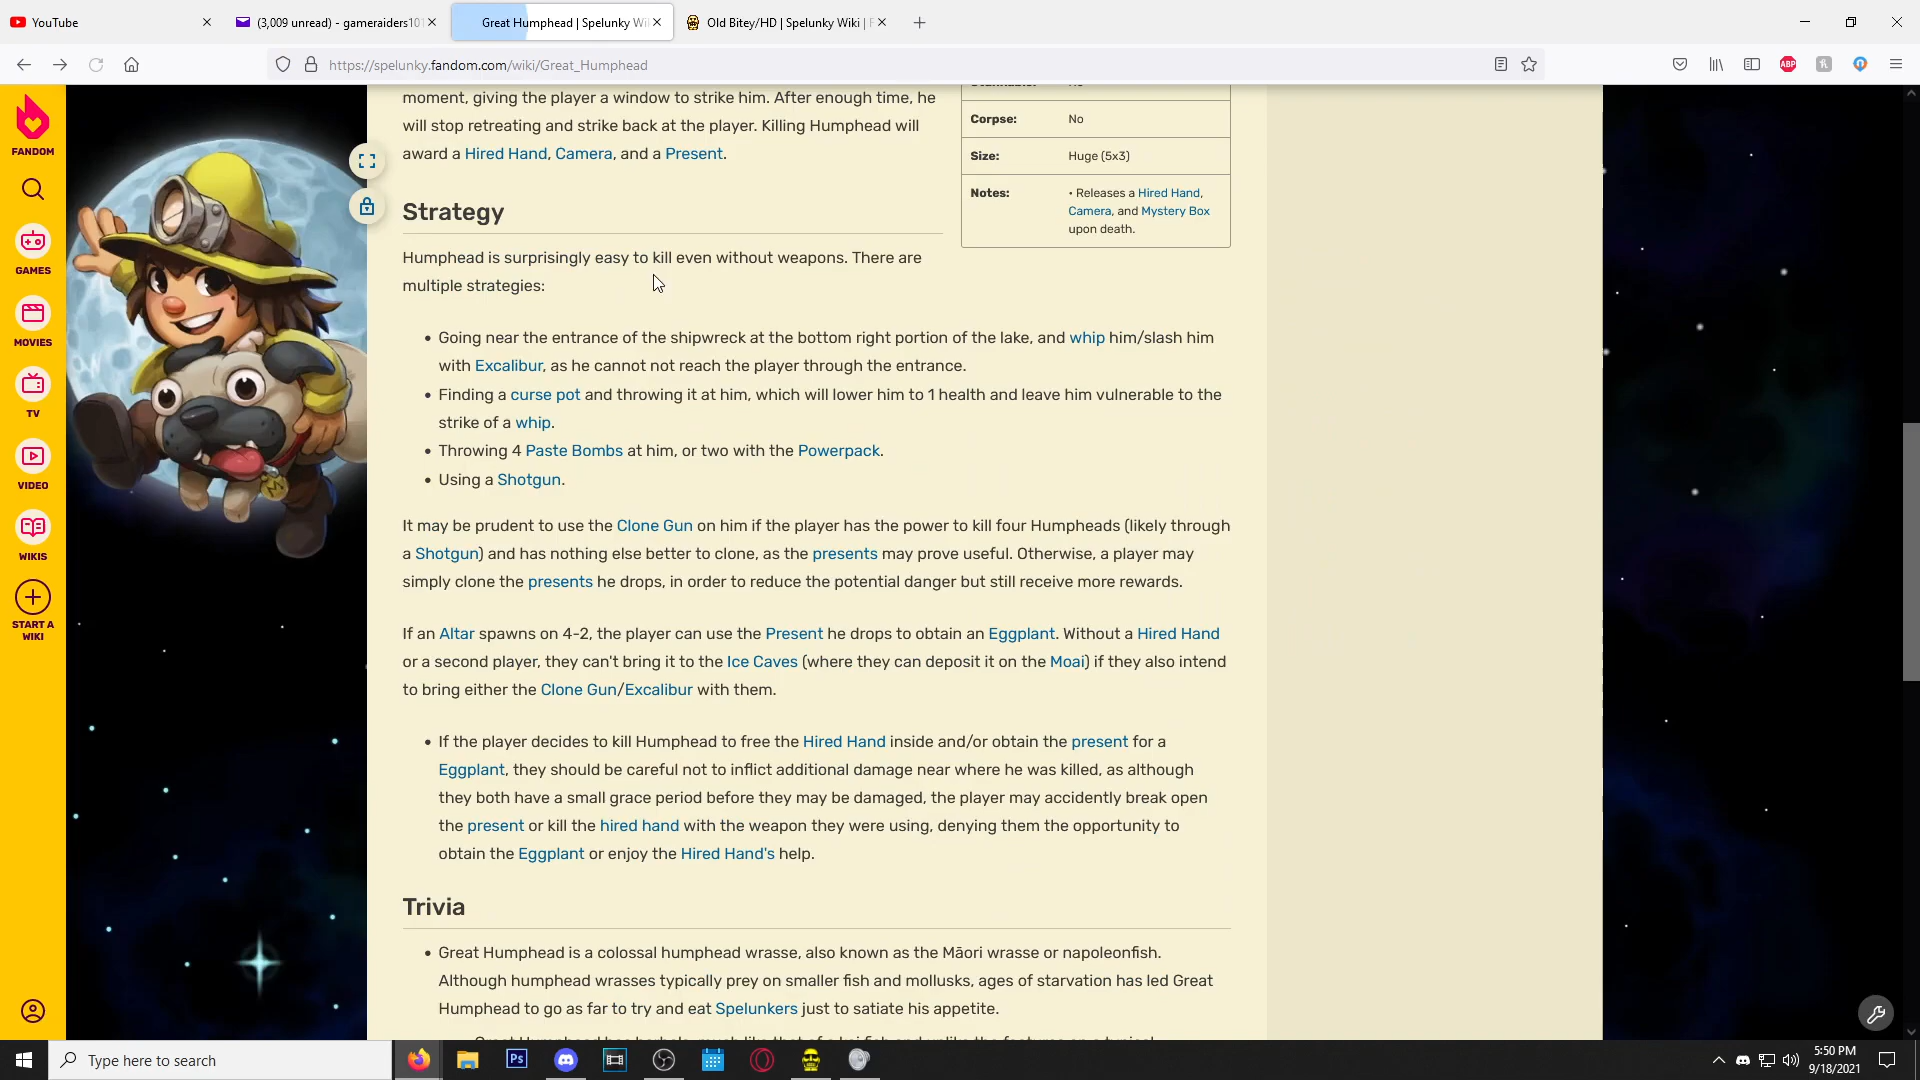 YouTube
(3,009 unread) - gameraiders101
Great Humphead | Spelunky Wi
Old Bitey/HD | Spelunky Wiki | F
https://spelunky.fandom.com/wiki/Great_Humphead
ABP
FANDOM
GAMES
MOVIES
TV
VIDEO
WIKIS
START A
WIKI
moment, giving the player a window to strike him. After enough time, he
will stop retreating and strike back at the player. Killing Humphead will
award a Hired Hand, Camera, and a Present.
Corpse: No
Size: Huge (5x3)
Notes: • Releases a Hired Hand,
Camera, and Mystery Box
upon death.
Strategy
Humphead is surprisingly easy to kill even without weapons. There are
multiple strategies:
• Going near the entrance of the shipwreck at the bottom right portion of the lake, and whip him/slash him
with Excalibur, as he cannot not reach the player through the entrance.
• Finding a curse pot and throwing it at him, which will lower him to 1 health and leave him vulnerable to the
strike of a whip.
• Throwing 4 Paste Bombs at him, or two with the Powerpack.
• Using a Shotgun.
It may be prudent to use the Clone Gun on him if the player has the power to kill four Humpheads (likely through
a Shotgun) and has nothing else better to clone, as the presents may prove useful. Otherwise, a player may
simply clone the presents he drops, in order to reduce the potential danger but still receive more rewards.
If an Altar spawns on 4-2, the player can use the Present he drops to obtain an Eggplant. Without a Hired Hand
or a second player, they can't bring it to the Ice Caves (where they can deposit it on the Moai) if they also intend
to bring either the Clone Gun/Excalibur with them.
• If the player decides to kill Humphead to free the Hired Hand inside and/or obtain the present for a
Eggplant, they should be careful not to inflict additional damage near where he was killed, as although
they both have a small grace period before they may be damaged, the player may accidently break open
the present or kill the hired hand with the weapon they were using, denying them the opportunity to
obtain the Eggplant or enjoy the Hired Hand's help.
Trivia
• Great Humphead is a colossal humphead wrasse, also known as the Māori wrasse or napoleonfish.
Although humphead wrasses typically prey on smaller fish and mollusks, ages of starvation has led Great
Humphead to go as far to try and eat Spelunkers just to satiate his appetite.
Type here to search
Ps
5:50 PM
9/18/2021